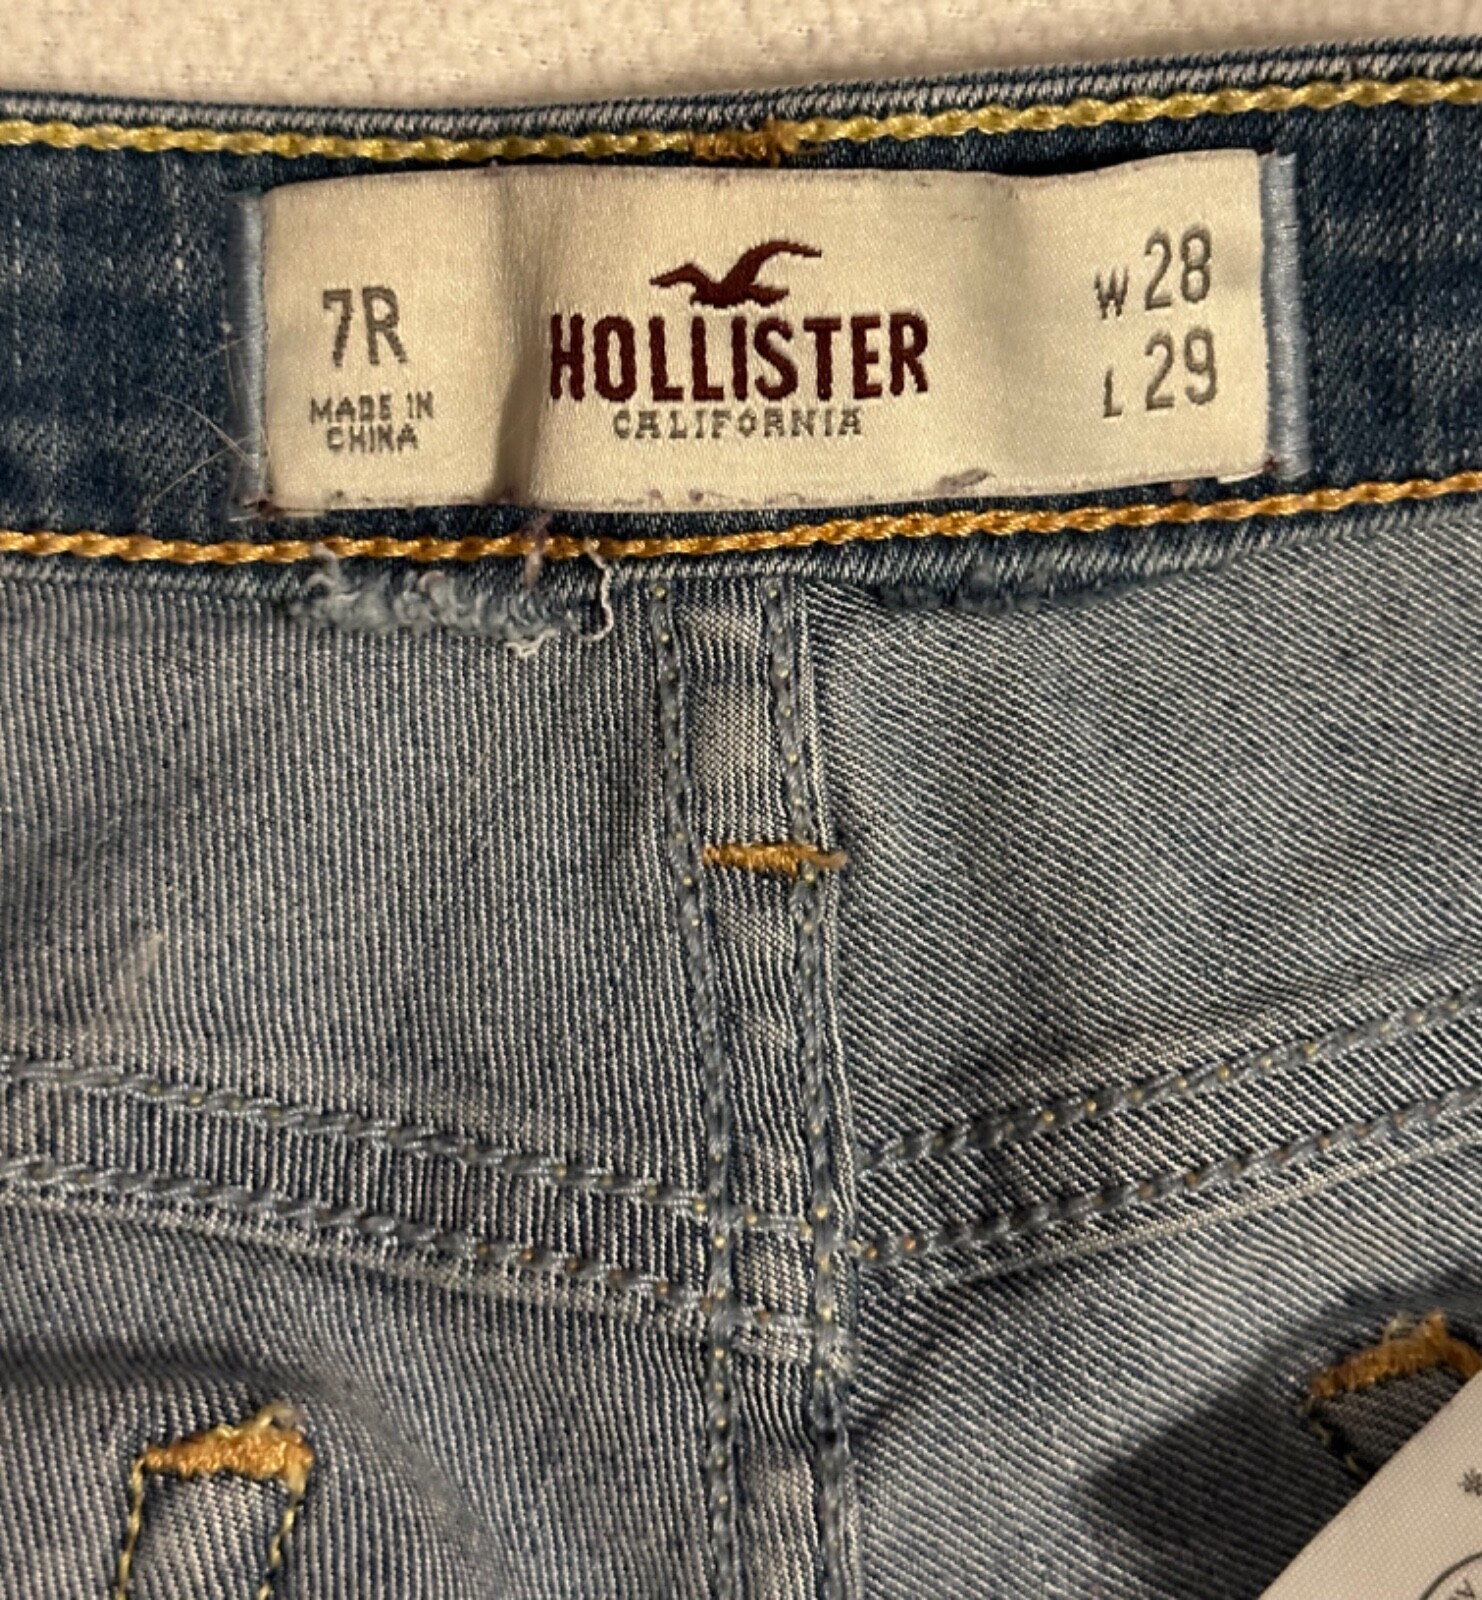 7R
MADE IN
CHINA
HOLLISTER
CALIFORNIA
W 28
L 29